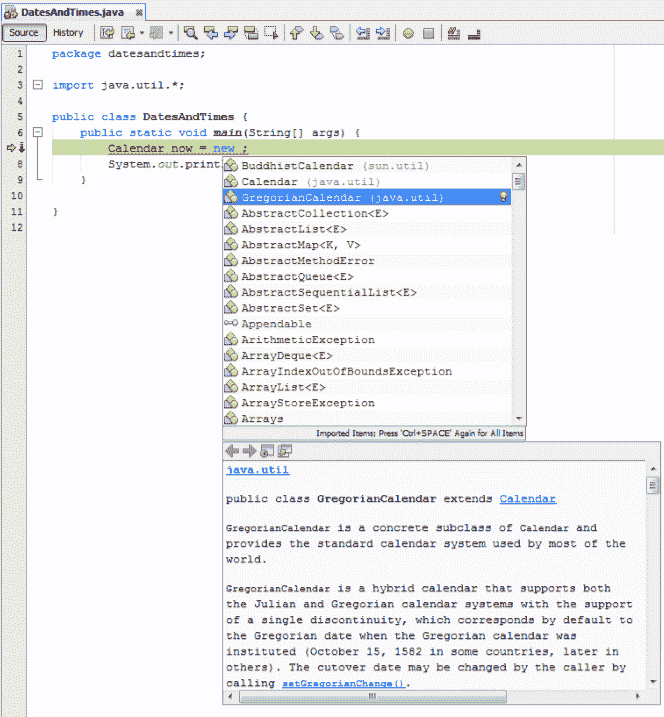 DatesAndTimes.java
Source History
1 package datesandtimes;
2
3 import java.util.*;
4
5 public class DatesAndTimes {
6 public static void main(String[] args) {
Calendar now = new ;
8 System.out.print
9 }
10
11 }
12
BuddhistCalendar (sun.util)
Calendar (java.util)
GregorianCalendar (java.util)
AbstractCollection<E>
AbstractList<E>
AbstractMap<K, V>
AbstractMethodError
AbstractQueue<E>
AbstractSequentialList<E>
AbstractSet<E>
Appendable
ArithmeticException
ArrayDeque<E>
ArrayIndexOutOfBoundsException
ArrayList<E>
ArrayStoreException
Arrays
Imported Items; Press 'Ctrl+SPACE' Again for All Items
java.util
public class GregorianCalendar extends Calendar
GregorianCalendar is a concrete subclass of Calendar and
provides the standard calendar system used by most of the
world.
GregorianCalendar is a hybrid calendar that supports both
the Julian and Gregorian calendar systems with the support
of a single discontinuity, which corresponds by default to
the Gregorian date when the Gregorian calendar was
instituted (October 15, 1582 in some countries, later in
others). The cutover date may be changed by the caller by
calling setGregorianChange().